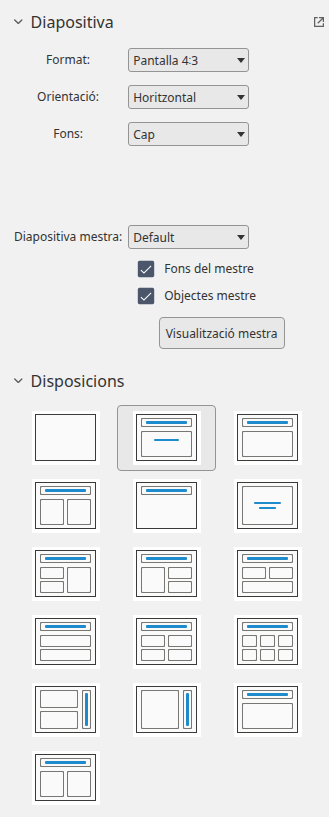 Diapositiva
Format: Pantalla 4:3
Orientació: Horitzontal
Fons: Cap
Diapositiva mestra: Default
Fons del mestre
Objectes mestre
Visualització mestra
Disposicions